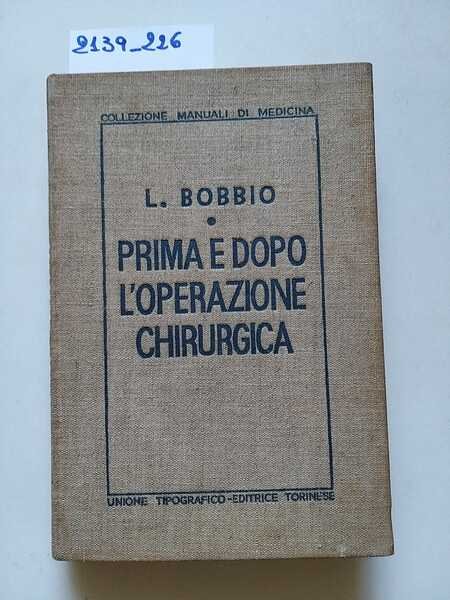 2139_226
COLLEZIONE MANUALI DI MEDICINA
L. BOBBIO
•
PRIMA E DOPO
L'OPERAZIONE
CHIRURGICA
UNIONE TIPOGRAFICO-EDITRICE TORINESE